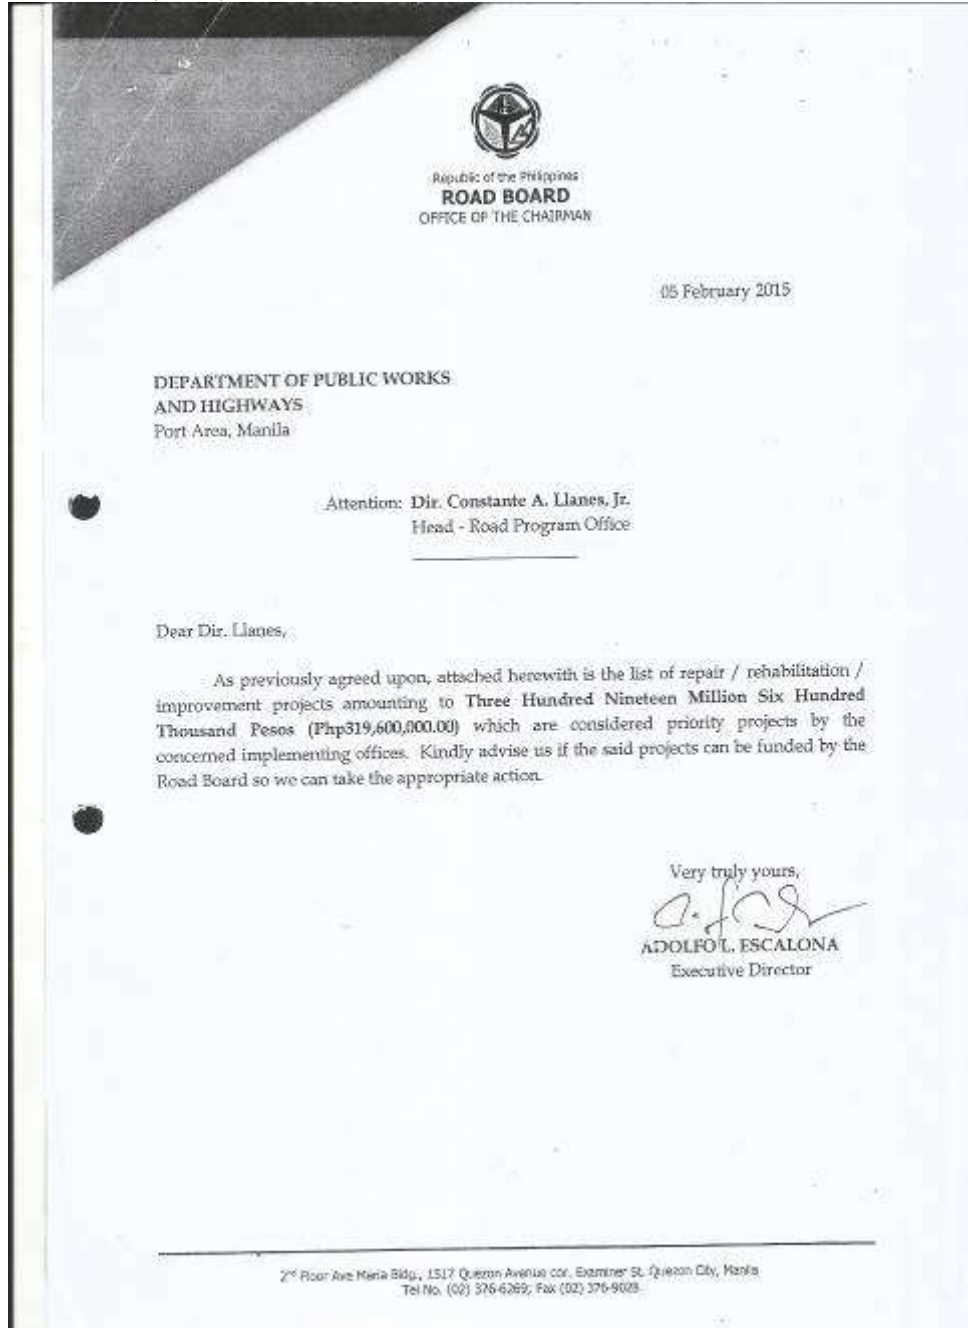 Republic of the Philippines
ROAD BOARD
OFFICE OF THE CHAIRMAN
05 February 2015
DEPARTMENT OF PUBLIC WORKS
AND HIGHWAYS
Port Area, Manila
Attention: Dir. Constante A. Llanes, Jr.
Head - Road Program Office
Dear Dir. Llanes,
As previously agreed upon, attached herewith is the list of repair / rehabilitation /
improvement projects amounting to Three Hundred Nineteen Million Six Hundred
Thousand Pesos (Php319,600,000.00) which are considered priority projects by the
concerned implementing offices. Kindly advise us if the said projects can be funded by the
Road Board so we can take the appropriate action.
Very truly yours,
ADOLFO L. ESCALONA
Executive Director
2nd Floor Ave Maria Bldg., 1517 Quezon Avenue cor. Examiner St. Quezon City, Manila
Tel No. (02) 376-6269; Fax (02) 376-9028